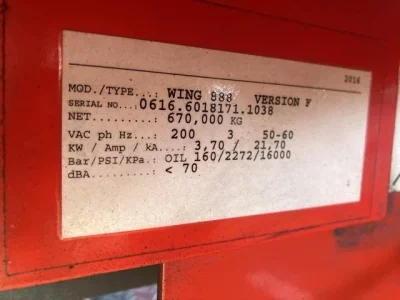 2016
MOD./TYPE...: WING 888 VERSION F
SERIAL NO...:0616.6018171.1038
NET.........: 670,000 KG
VAC ph Hz...: 200 3 50-60
KW / Amp / kA....: 3,70 / 21,70
Bar/PSI/KPa.: OIL 160/2272/16000
dBA.........: < 70